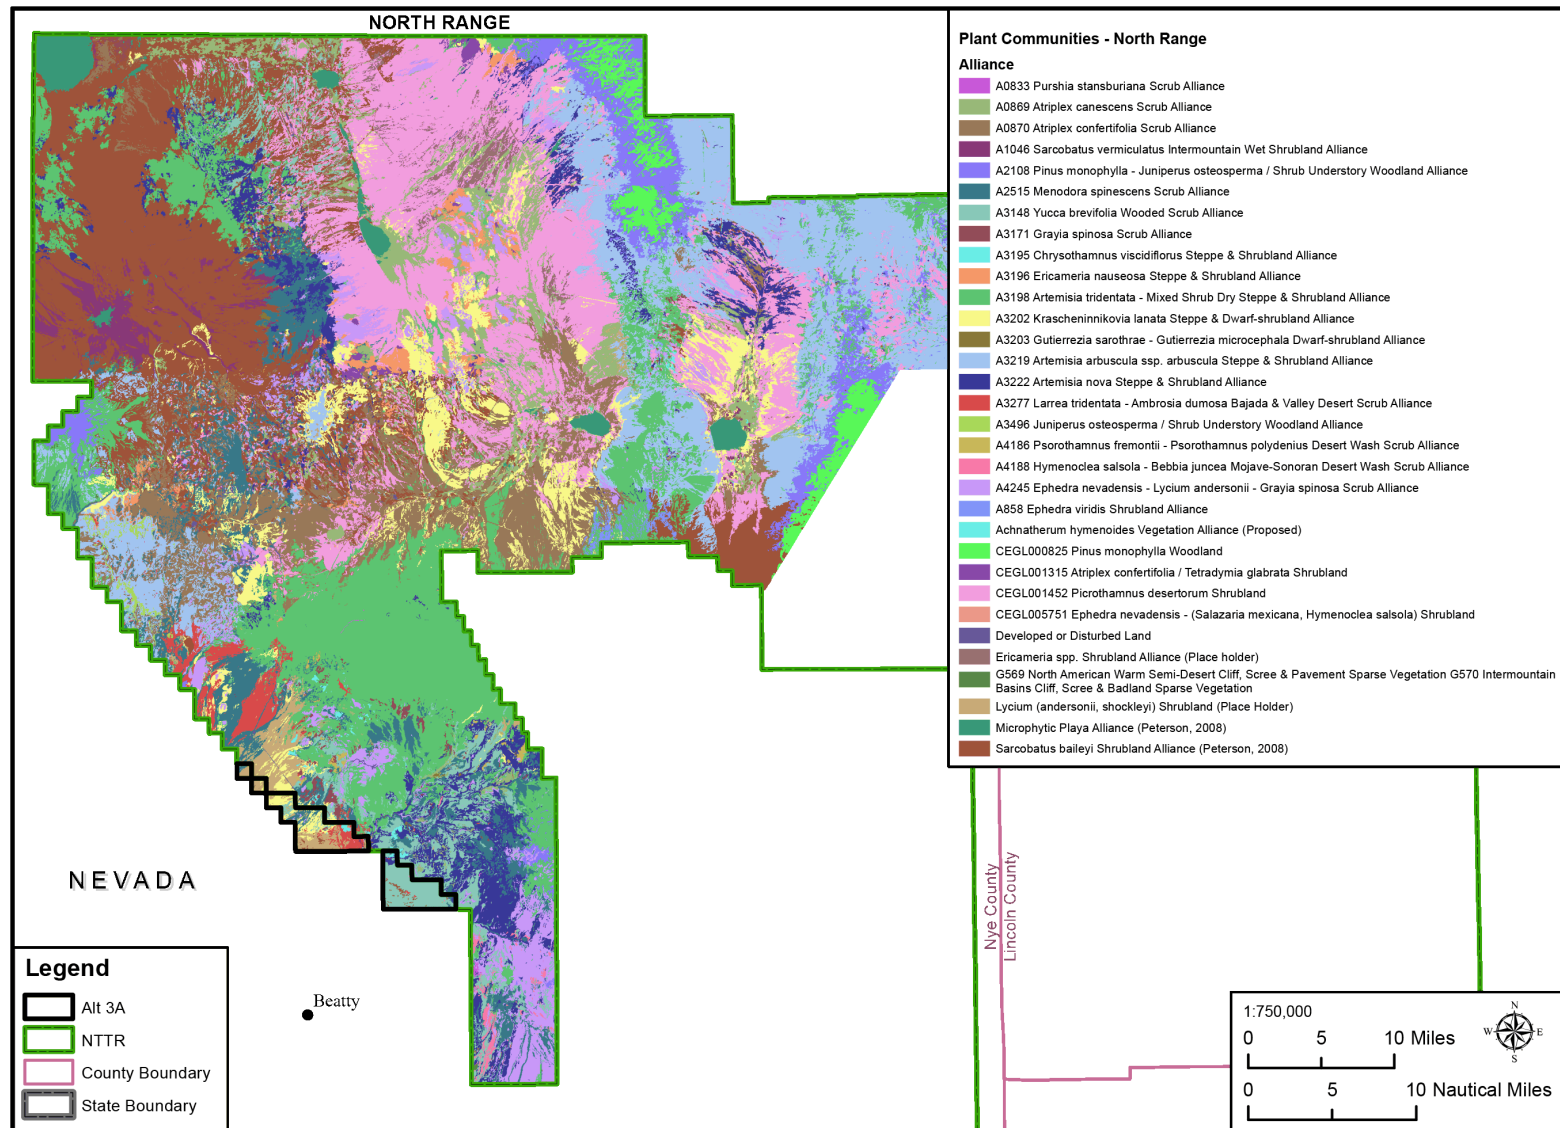 NORTH RANGE
Plant Communities - North Range
Alliance
A0833 Purshia stansburiana Scrub Alliance
A0869 Atriplex canescens Scrub Alliance
A0870 Atriplex confertifolia Scrub Alliance
A1046 Sarcobatus vermiculatus Intermountain Wet Shrubland Alliance
A2108 Pinus monophylla - Juniperus osteosperma / Shrub Understory Woodland Alliance
A2515 Menodora spinescens Scrub Alliance
A3148 Yucca brevifolia Wooded Scrub Alliance
A3171 Grayia spinosa Scrub Alliance
A3195 Chrysothamnus viscidiflorus Steppe & Shrubland Alliance
A3196 Ericameria nauseosa Steppe & Shrubland Alliance
A3198 Artemisia tridentata - Mixed Shrub Dry Steppe & Shrubland Alliance
A3202 Krascheninnikovia lanata Steppe & Dwarf-shrubland Alliance
A3203 Gutierrezia sarothrae - Gutierrezia microcephala Dwarf-shrubland Alliance
A3219 Artemisia arbuscula ssp. arbuscula Steppe & Shrubland Alliance
A3222 Artemisia nova Steppe & Shrubland Alliance
A3277 Larrea tridentata - Ambrosia dumosa Bajada & Valley Desert Scrub Alliance
A3496 Juniperus osteosperma / Shrub Understory Woodland Alliance
A4186 Psorothamnus fremontii - Psorothamnus polydenius Desert Wash Scrub Alliance
A4188 Hymenoclea salsola - Bebbia juncea Mojave-Sonoran Desert Wash Scrub Alliance
A4245 Ephedra nevadensis - Lycium andersonii - Grayia spinosa Scrub Alliance
A858 Ephedra viridis Shrubland Alliance
Achnatherum hymenoides Vegetation Alliance (Proposed)
CEGL000825 Pinus monophylla Woodland
CEGL001315 Atriplex confertifolia / Tetradymia glabrata Shrubland
CEGL001452 Picrothamnus desertorum Shrubland
CEGL005751 Ephedra nevadensis - (Salazaria mexicana, Hymenoclea salsola) Shrubland
Developed or Disturbed Land
Ericameria spp. Shrubland Alliance (Place holder)
G569 North American Warm Semi-Desert Cliff, Scree & Pavement Sparse Vegetation G570 Intermountain
Basins Cliff, Scree & Badland Sparse Vegetation
Lycium (andersonii, shockleyi) Shrubland (Place Holder)
Microphytic Playa Alliance (Peterson, 2008)
Sarcobatus baileyi Shrubland Alliance (Peterson, 2008)
NEVADA
Nye County
Lincoln County
Beatty
Legend
Alt 3A
NTTR
County Boundary
State Boundary
1:750,000
N
W E
S
0 5 10 Miles
0 5 10 Nautical Miles